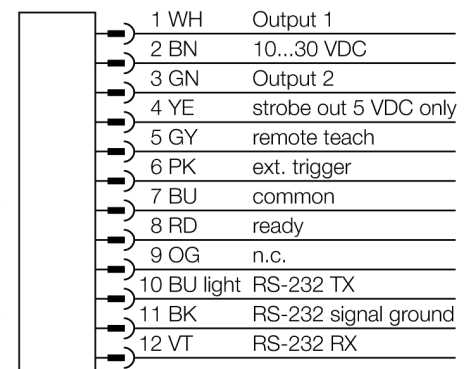 1 WH Output 1
2 BN 10...30 VDC
3 GN Output 2
4 YE strobe out 5 VDC only
5 GY remote teach
6 PK ext. trigger
7 BU common
8 RD ready
9 OG n.c.
10 BU light RS-232 TX
11 BK RS-232 signal ground
12 VT RS-232 RX